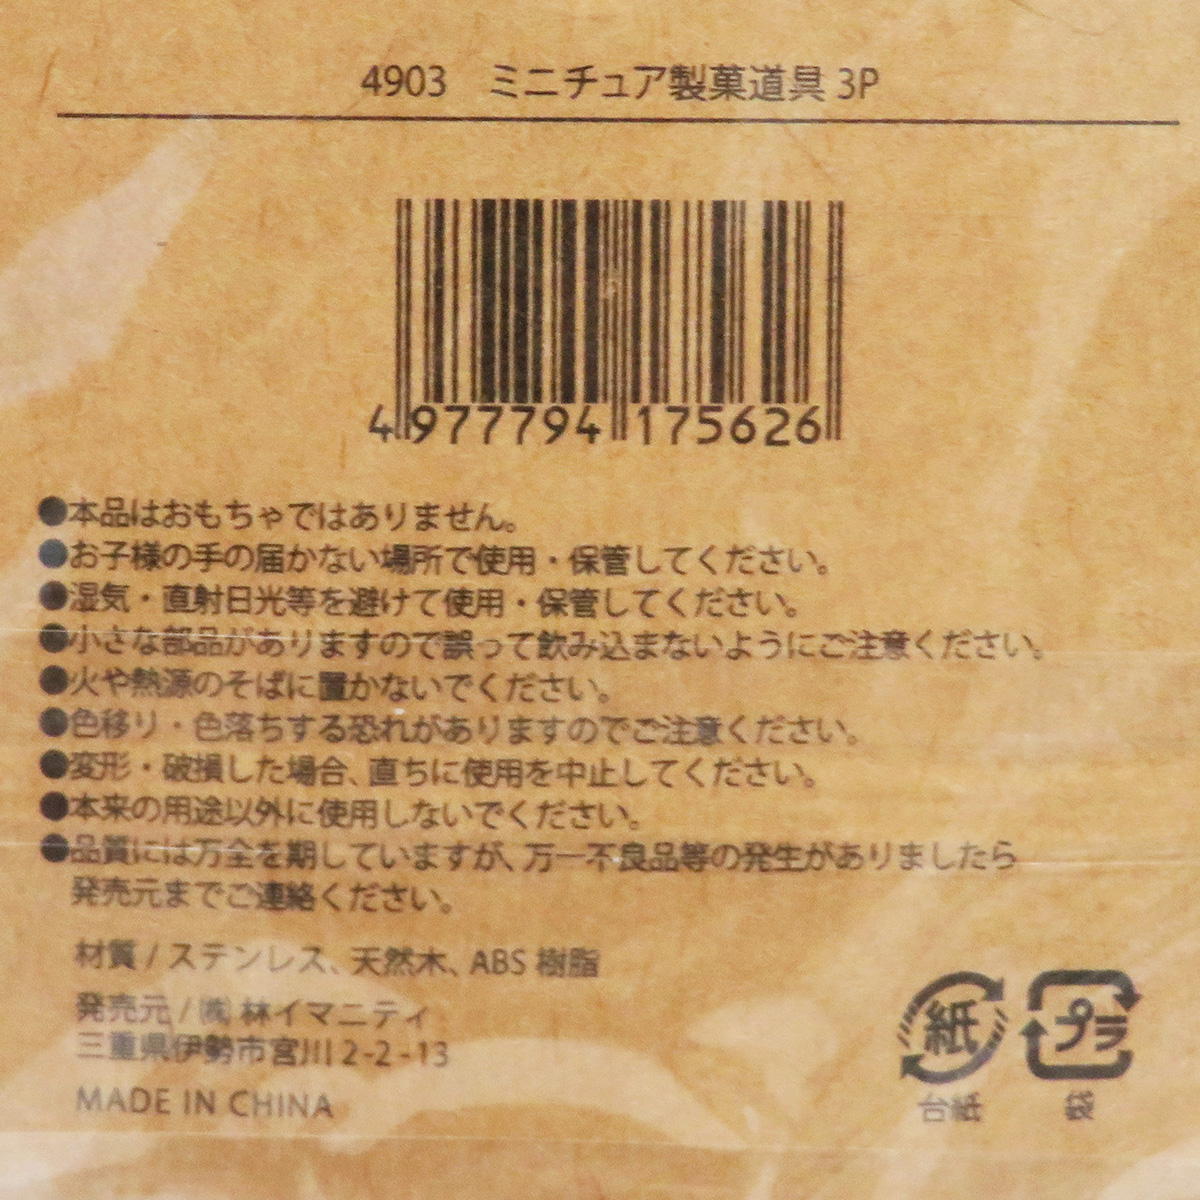 4903　ミニチュア製菓道具 3P
4 977794 175626
●本品はおもちゃではありません。
●お子様の手の届かない場所で使用・保管してください。
●湿気・直射日光等を避けて使用・保管してください。
●小さな部品がありますので誤って飲み込まないようにご注意ください。
●火や熱源のそばに置かないでください。
●色移り・色落ちする恐れがありますのでご注意ください。
●変形・破損した場合、直ちに使用を中止してください。
●本来の用途以外に使用しないでください。
●品質には万全を期していますが、万一不良品等の発生がありましたら
発売元までご連絡ください。
材質 / ステンレス、天然木、ABS 樹脂
発売元 / ㈱ 林イマニティ
三重県伊勢市宮川 2-2-13
MADE IN CHINA
紙 プラ
台紙 袋